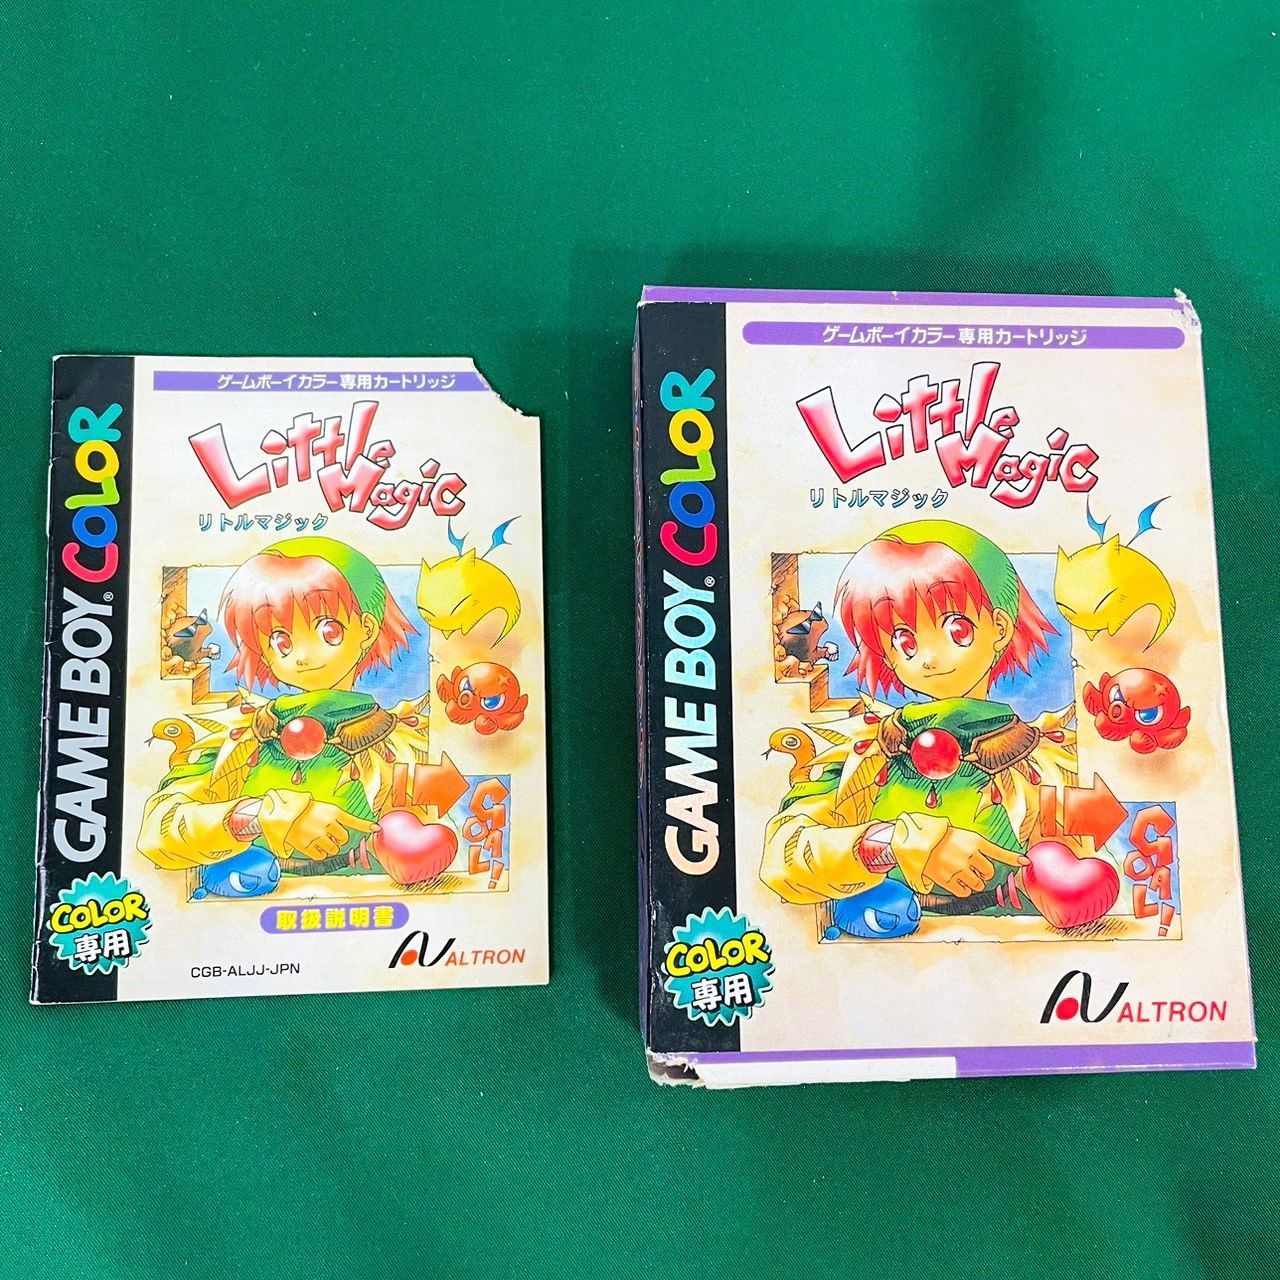 ゲームボーイカラー専用カートリッジ
Little
Magic
リトルマジック
GAME BOY COLOR
®
GOAL!
COLOR
専用
取扱説明書
CGB-ALJJ-JPN
ALTRON
ゲームボーイカラー専用カートリッジ
Little
Magic
リトルマジック
GAME BOY COLOR
®
GOAL!
COLOR
専用
ALTRON